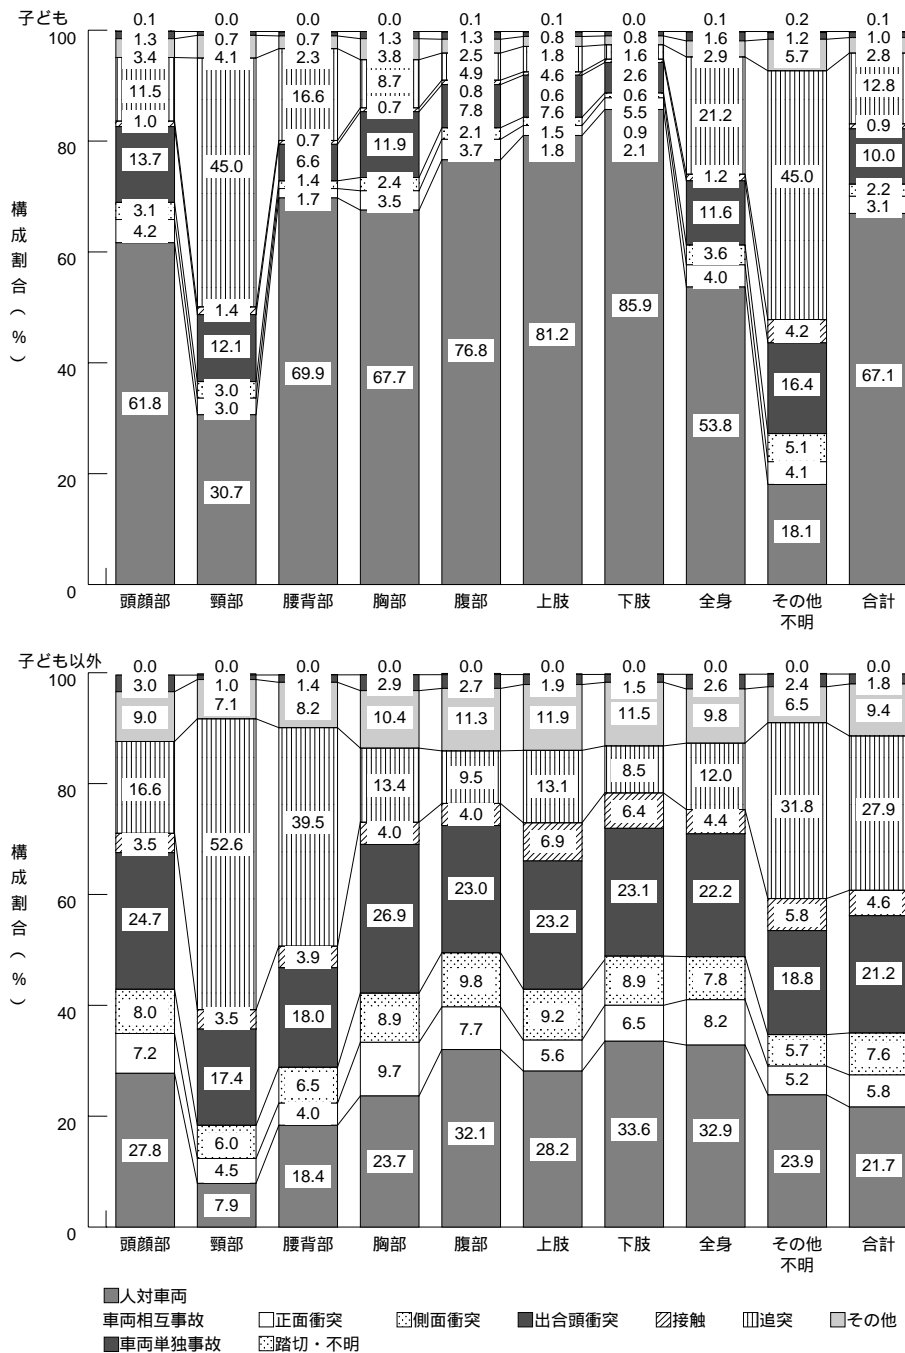 子ども
0.1 0.0 0.0 0.0 0.1 0.1 0.0 0.1 0.2 0.1
100
1.3 0.7 0.7 1.3 1.3 0.8 0.8 1.6 1.2 1.0
3.4 4.1 2.3 3.8 2.5 1.8 1.6 2.9 5.7 2.8
11.5 45.0 16.6 8.7 4.9 4.6 2.6 21.2 45.0 12.8
1.0 1.4 0.7 0.7 0.8 0.6 0.6 1.2 4.2 0.9
13.7 12.1 6.6 11.9 7.8 7.6 5.5 11.6 16.4 10.0
3.1 3.0 1.4 2.4 2.1 1.5 0.9 3.6 5.1 2.2
4.2 3.0 1.7 3.5 3.7 1.8 2.1 4.0 4.1 3.1
61.8 30.7 69.9 67.7 76.8 81.2 85.9 53.8 18.1 67.1
80
60
40
20
0
構成割合(%)
頭顔部 頸部 腰背部 胸部 腹部 上肢 下肢 全身 その他 合計
不明
子ども以外
0.0 0.0 0.0 0.0 0.0 0.0 0.0 0.0 0.0 0.0
100
3.0 1.0 1.4 2.9 2.7 1.9 1.5 2.6 2.4 1.8
9.0 7.1 8.2 10.4 11.3 11.9 11.5 9.8 6.5 9.4
16.6 52.6 39.5 13.4 9.5 13.1 8.5 12.0 31.8 27.9
3.5 3.5 3.9 4.0 4.0 6.9 6.4 4.4 5.8 4.6
24.7 17.4 18.0 26.9 23.0 23.2 23.1 22.2 18.8 21.2
8.0 6.0 6.5 8.9 9.8 9.2 8.9 7.8 5.7 7.6
7.2 4.5 4.0 9.7 7.7 5.6 6.5 8.2 5.2 5.8
27.8 7.9 18.4 23.7 32.1 28.2 33.6 32.9 23.9 21.7
80
60
40
20
0
構成割合(%)
頭顔部 頸部 腰背部 胸部 腹部 上肢 下肢 全身 その他 合計
不明
人対車両
車両相互事故 正面衝突 側面衝突 出合頭衝突 接触 追突 その他
車両単独事故 踏切・不明